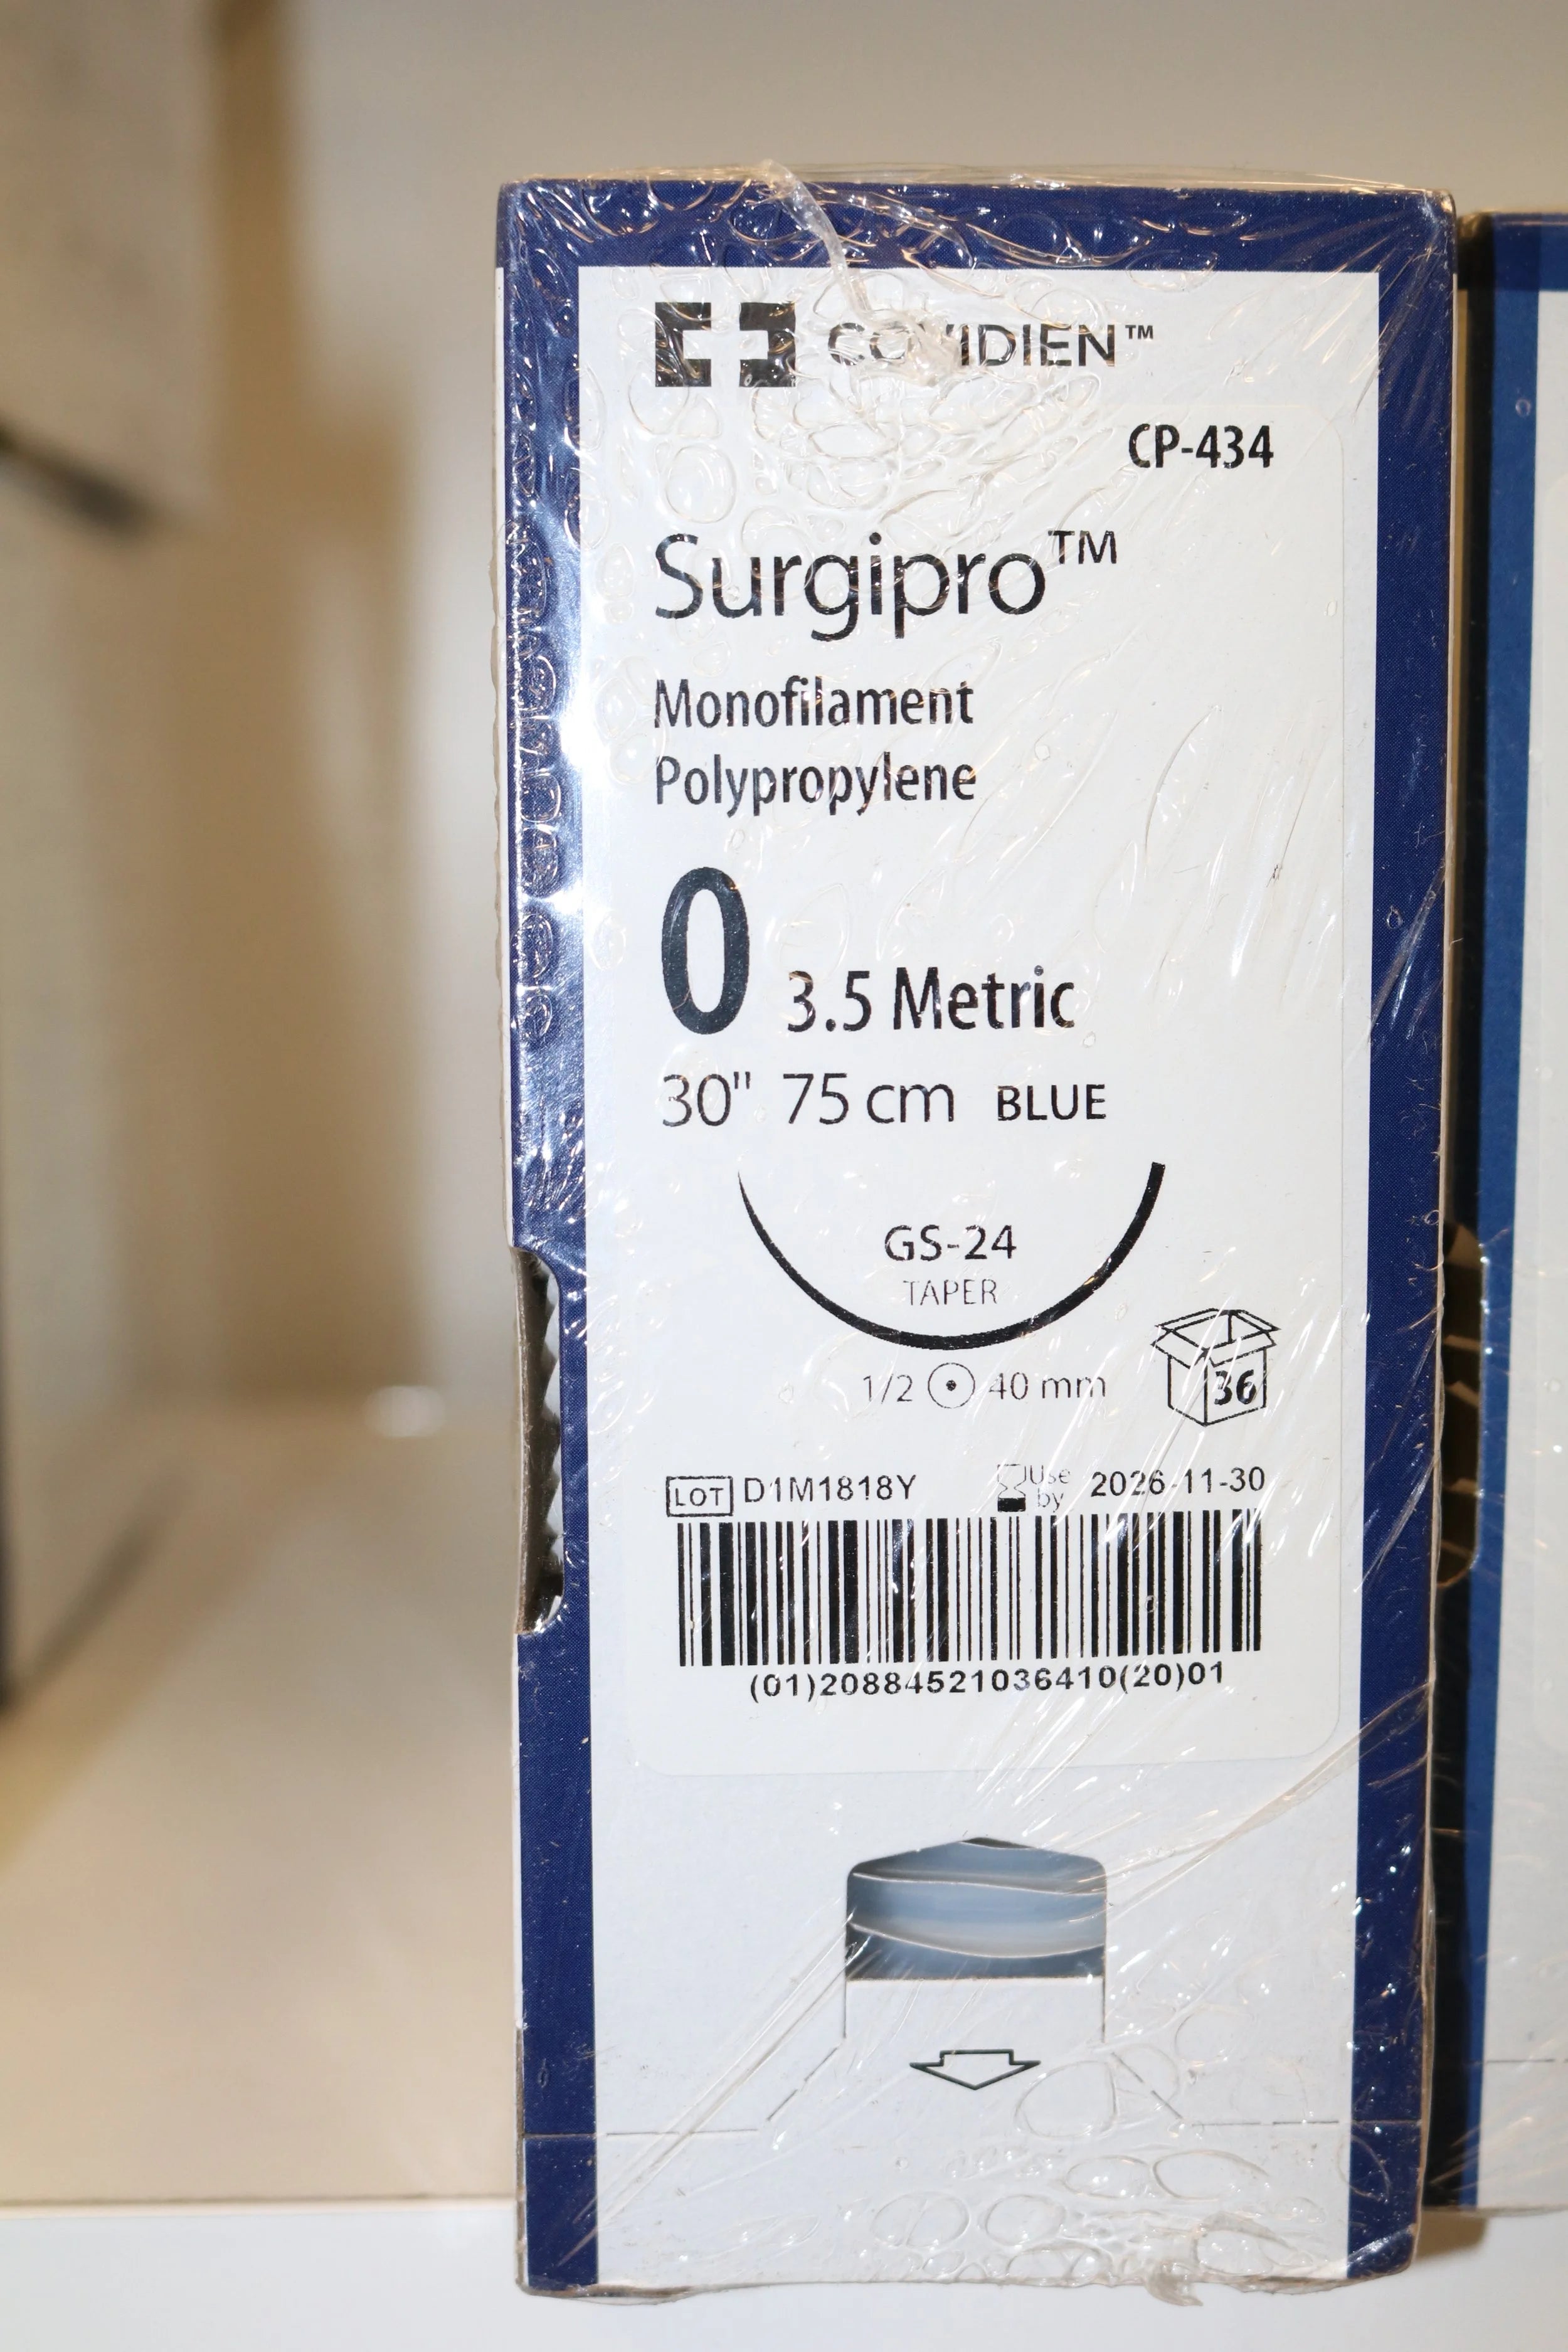 COVIDIEN™
CP-434
Surgipro™
Monofilament
Polypropylene
0 3.5 Metric
30" 75 cm BLUE
GS-24
TAPER
1/2 40 mm
36
LOT D1M1818Y Use by 2026-11-30
(01)20884521036410(20)01